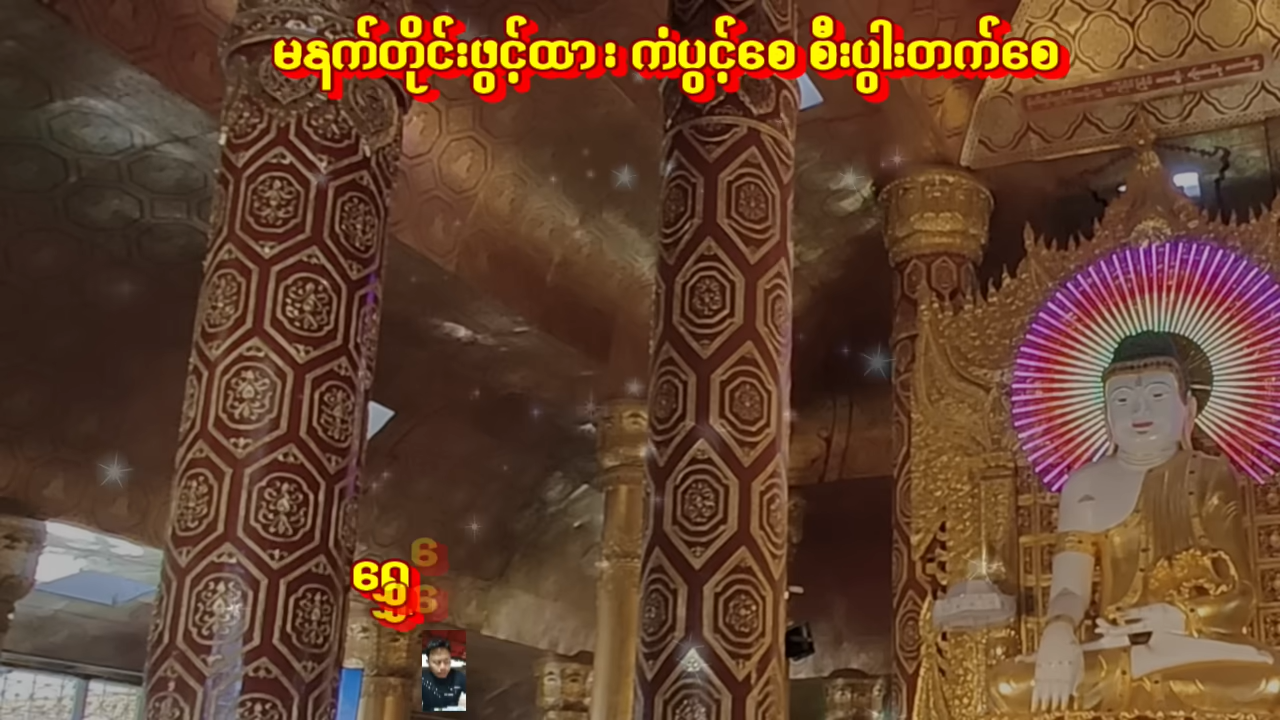 မနက်တိုင်းဖွင့်ထား ကံပွင့်စေ စီးပွါးတက်စေ
ရွှေ